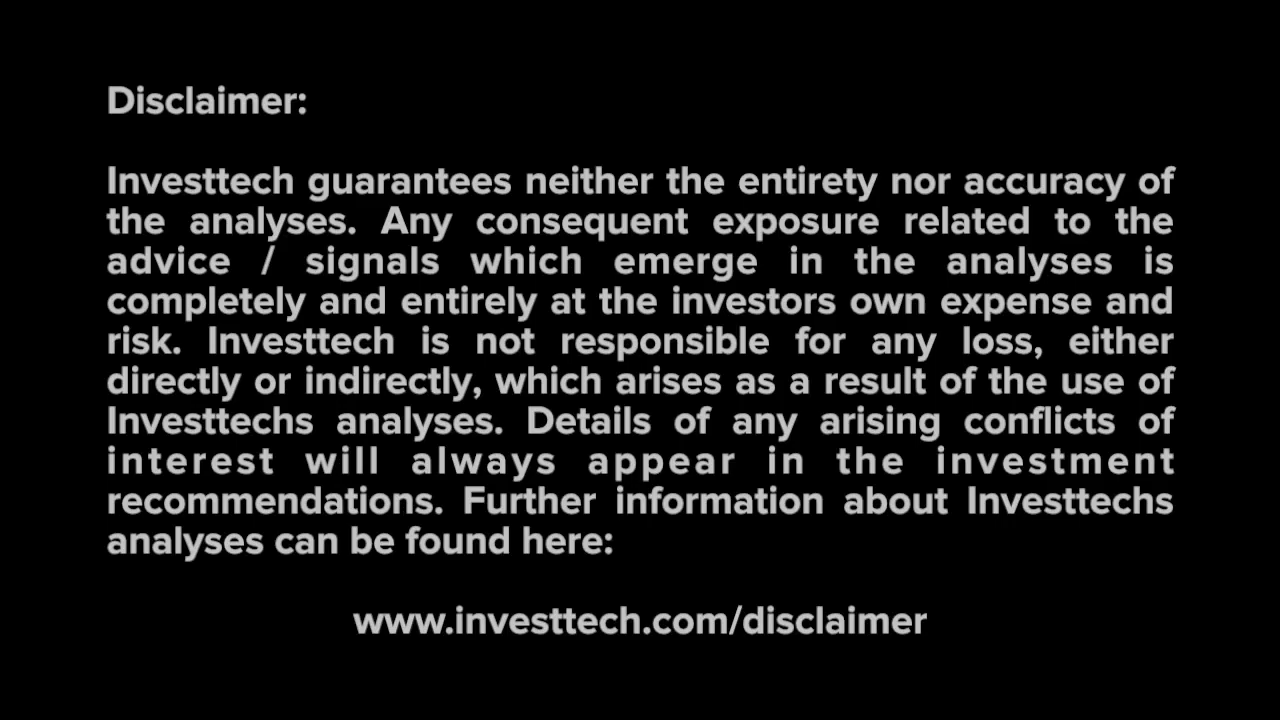 Disclaimer:
Investtech guarantees neither the entirety nor accuracy of
the analyses. Any consequent exposure related to the
advice / signals which emerge in the analyses is
completely and entirely at the investors own expense and
risk. Investtech is not responsible for any loss, either
directly or indirectly, which arises as a result of the use of
Investtechs analyses. Details of any arising conflicts of
interest will always appear in the investment
recommendations. Further information about Investtechs
analyses can be found here:
www.investtech.com/disclaimer